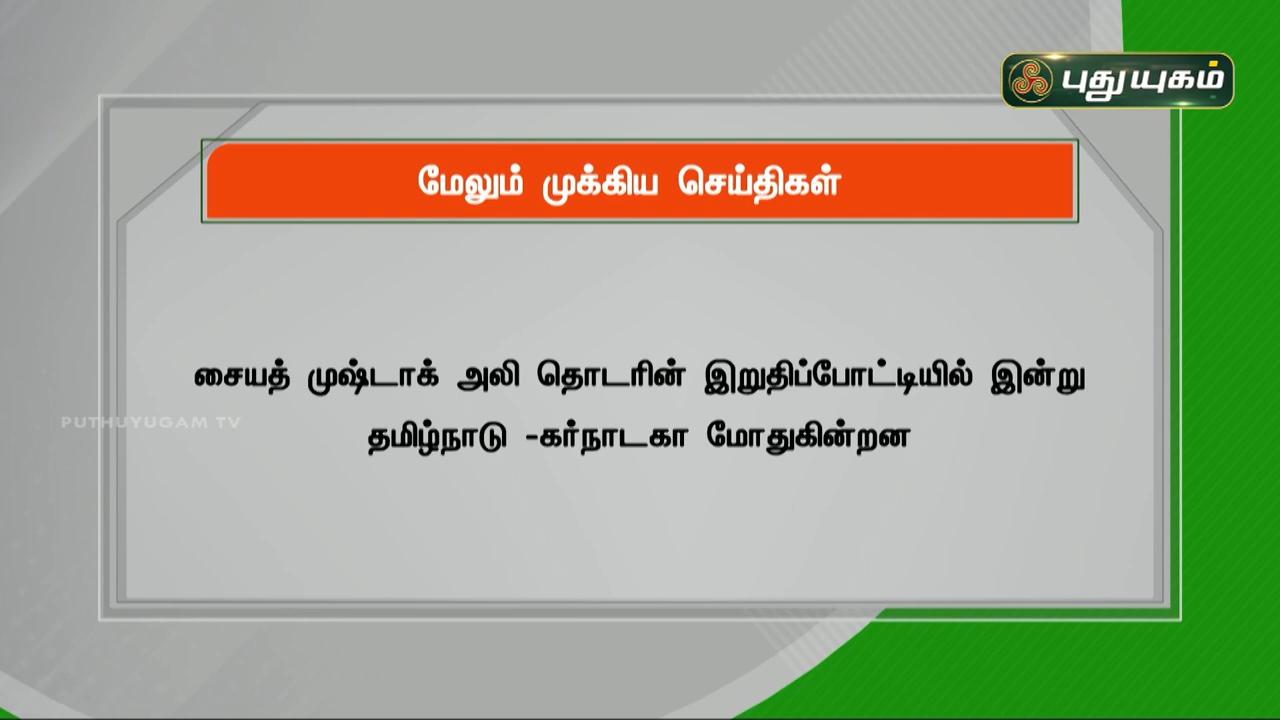 புதுயுகம்
மேலும் முக்கிய செய்திகள்
சையத் முஷ்டாக் அலி தொடரின் இறுதிப்போட்டியில் இன்று
PUTHUYUGAM TV
தமிழ்நாடு -கர்நாடகா மோதுகின்றன